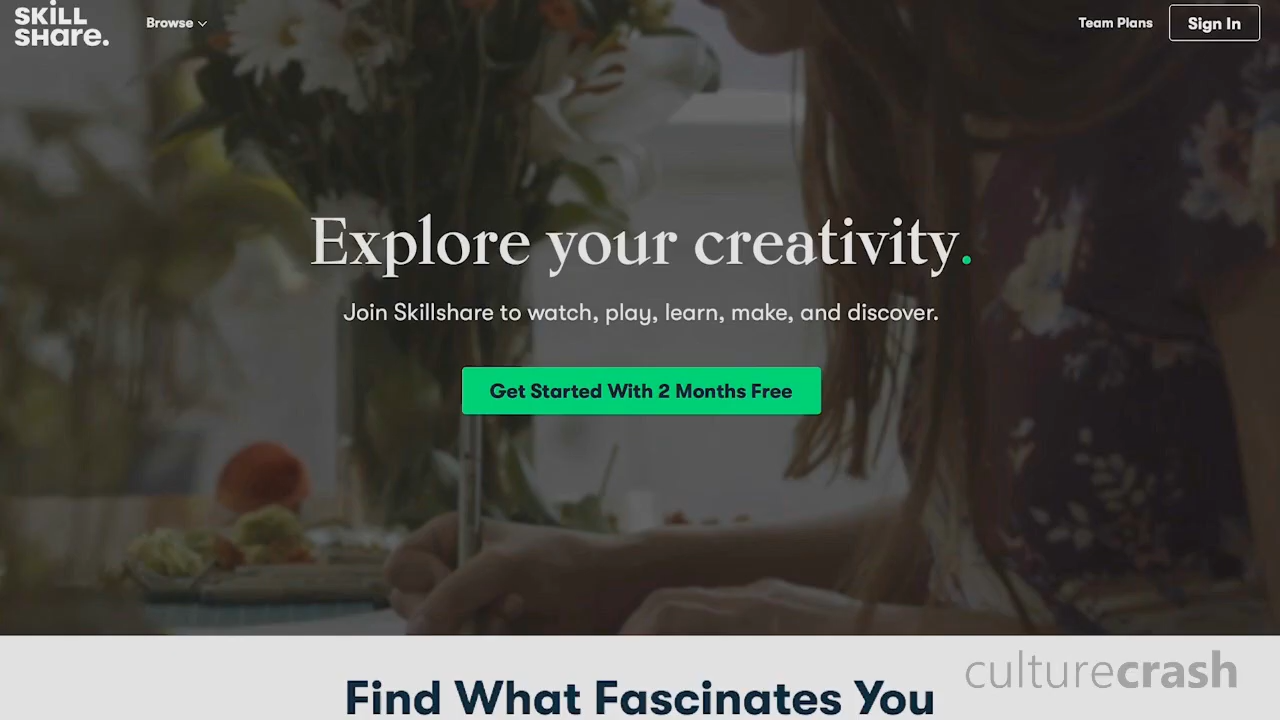 SKILL
SHare.
Browse
Team Plans
Sign In
Explore your creativity.
Join Skillshare to watch, play, learn, make, and discover.
Get Started With 2 Months Free
Find What Fascinates You
culturecrash